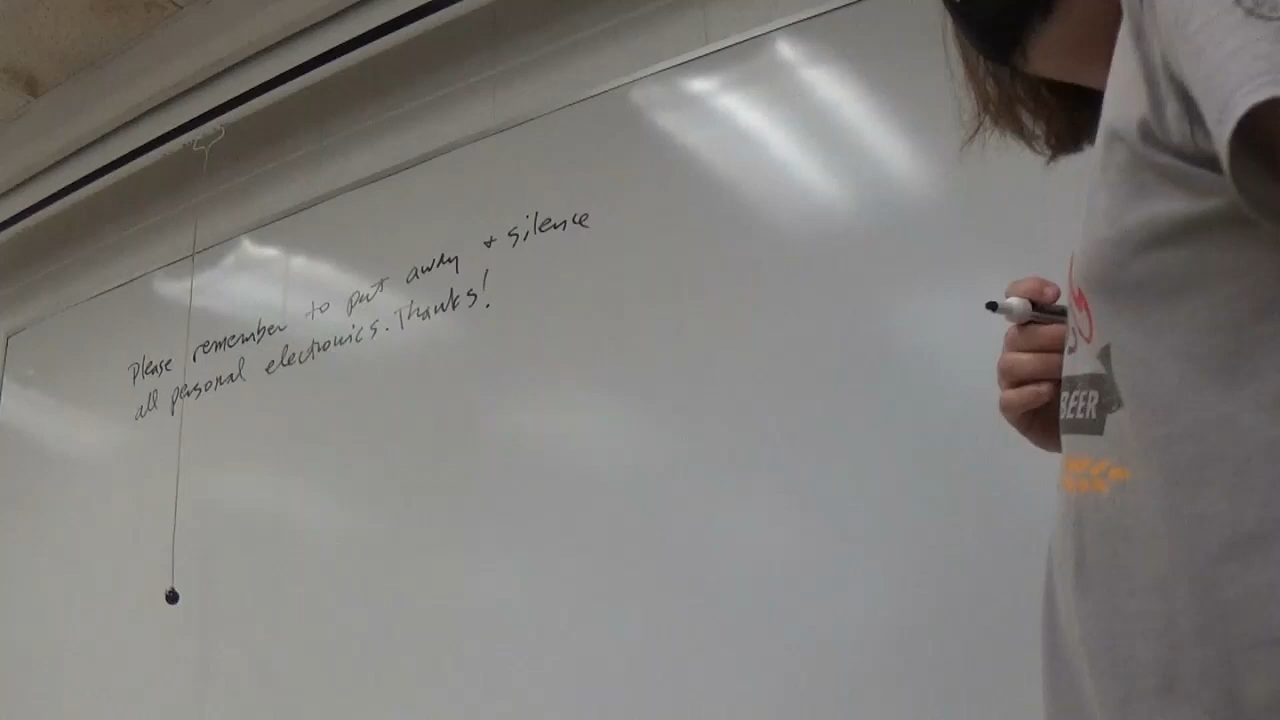 Please remember to put away + silence
all personal electronics. Thanks!
BEER